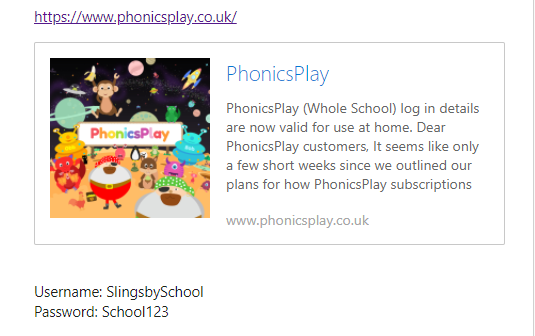 https://www.phonicsplay.co.uk/
PhonicsPlay
PhonicsPlay
PhonicsPlay (Whole School) log in details
are now valid for use at home. Dear
PhonicsPlay customers, It seems like only
a few short weeks since we outlined our
plans for how PhonicsPlay subscriptions
www.phonicsplay.co.uk
Username: SlingsbySchool
Password: School123